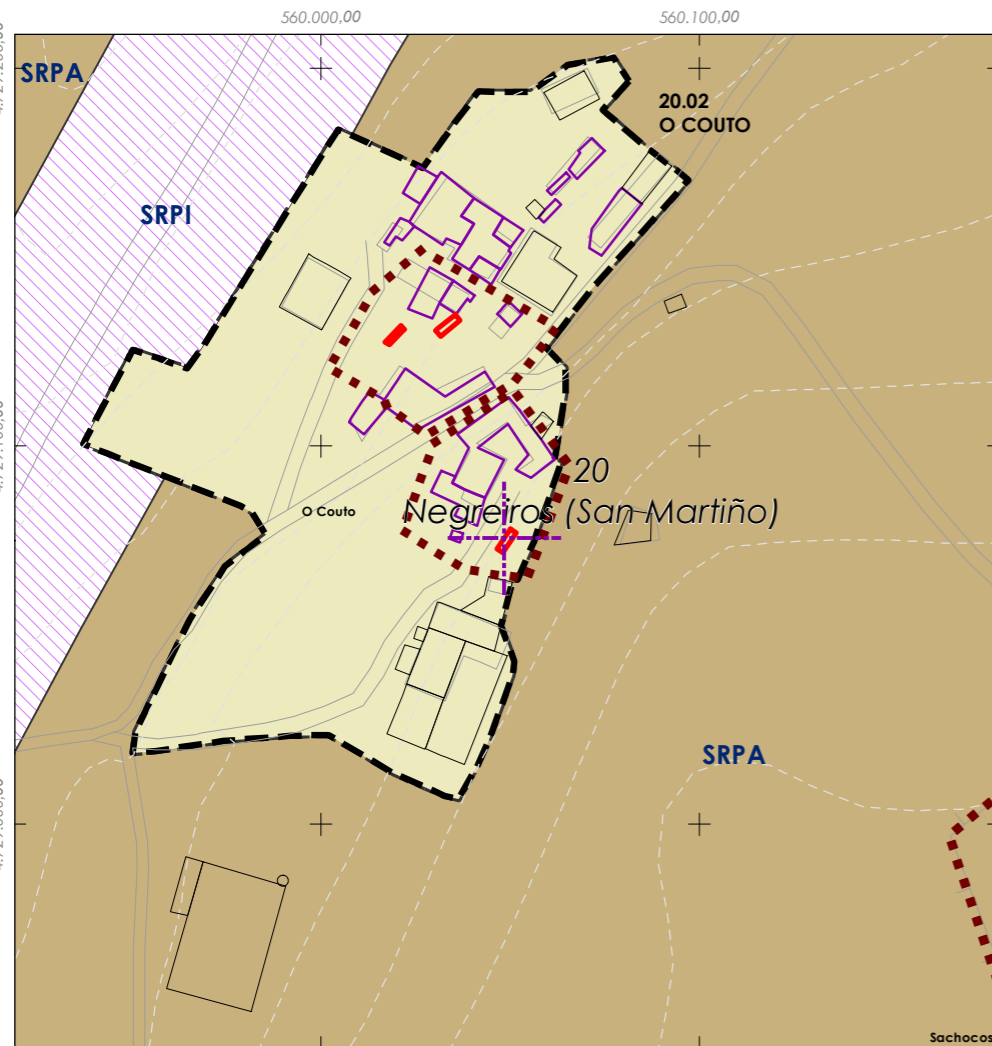 560.000,00
560.100,00
SRPA
20.02
O COUTO
SRPI
20
Negreiros (San Martiño)
O Couto
SRPA
Sachocos